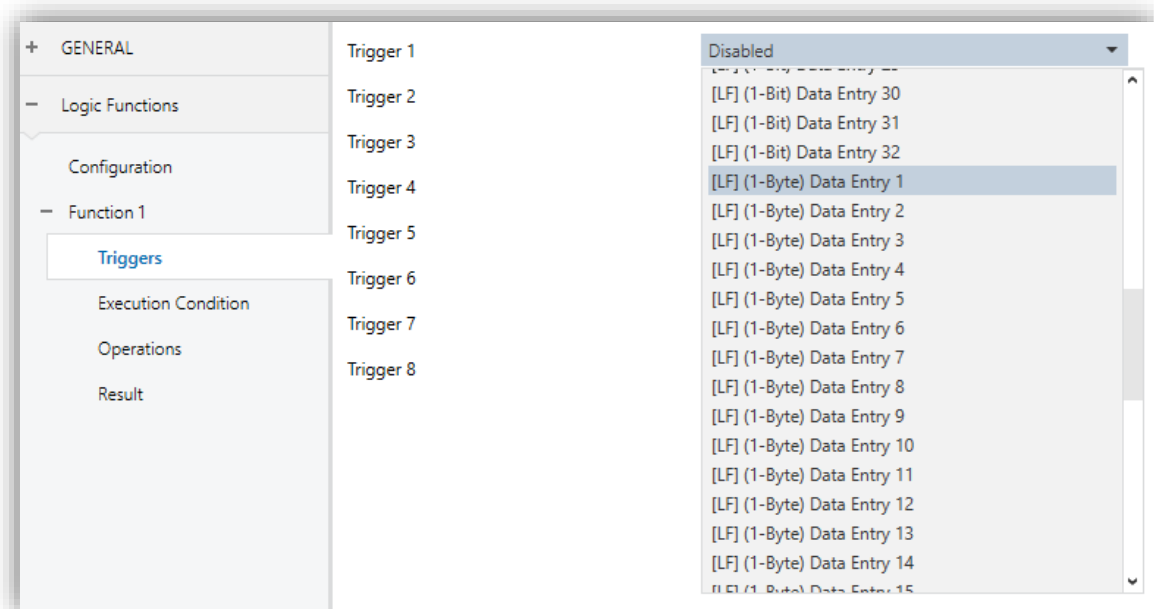 + GENERAL
− Logic Functions
Configuration
− Function 1
Triggers
Execution Condition
Operations
Result
Trigger 1
Trigger 2
Trigger 3
Trigger 4
Trigger 5
Trigger 6
Trigger 7
Trigger 8
Disabled
[LF] (1-Bit) Data Entry 30
[LF] (1-Bit) Data Entry 31
[LF] (1-Bit) Data Entry 32
[LF] (1-Byte) Data Entry 1
[LF] (1-Byte) Data Entry 2
[LF] (1-Byte) Data Entry 3
[LF] (1-Byte) Data Entry 4
[LF] (1-Byte) Data Entry 5
[LF] (1-Byte) Data Entry 6
[LF] (1-Byte) Data Entry 7
[LF] (1-Byte) Data Entry 8
[LF] (1-Byte) Data Entry 9
[LF] (1-Byte) Data Entry 10
[LF] (1-Byte) Data Entry 11
[LF] (1-Byte) Data Entry 12
[LF] (1-Byte) Data Entry 13
[LF] (1-Byte) Data Entry 14
[LF] (1-Byte) Data Entry 15